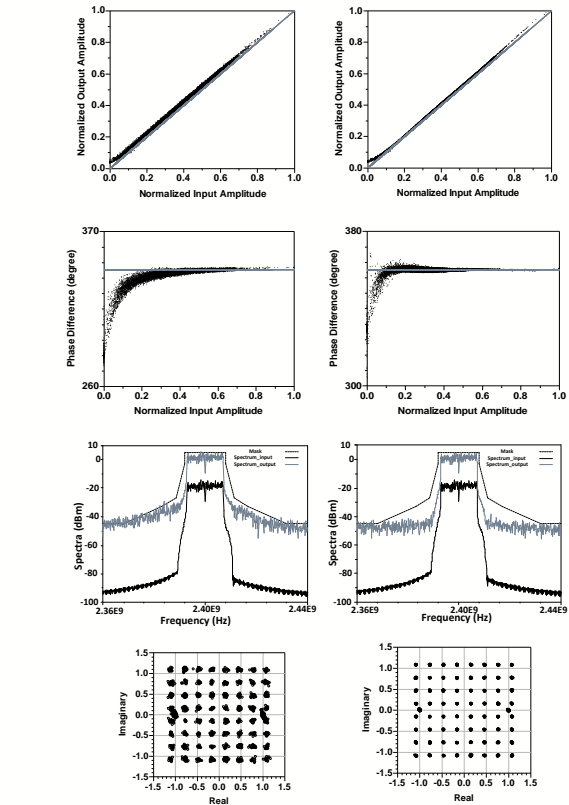 Normalized Output Amplitude
1.0
0.8
0.6
0.4
0.2
0.0
0.0 0.2 0.4 0.6 0.8 1.0
Normalized Input Amplitude
Normalized Output Amplitude
1.0
0.8
0.6
0.4
0.2
0.0
0.0 0.2 0.4 0.6 0.8 1.0
Normalized Input Amplitude
Phase Difference (degree)
370
260
0.0 0.2 0.4 0.6 0.8 1.0
Normalized Input Amplitude
Phase Difference (degree)
380
300
0.0 0.2 0.4 0.6 0.8 1.0
Normalized Input Amplitude
Spectra (dBm)
10
0
-20
-40
-60
-80
-100
Mask
Spectrum_input
Spectrum_output
2.36E9 2.40E9 2.44E9
Frequency (Hz)
Spectra (dBm)
10
0
-20
-40
-60
-80
-100
Mask
Spectrum_input
Spectrum_output
2.36E9 2.40E9 2.44E9
Frequency (Hz)
Imaginary
1.5
1.0
0.5
0.0
-0.5
-1.0
-1.5
-1.5 -1.0 -0.5 0.0 0.5 1.0 1.5
Real
Imaginary
1.5
1.0
0.5
0.0
-0.5
-1.0
-1.5
-1.5 -1.0 -0.5 0.0 0.5 1.0 1.5
Real